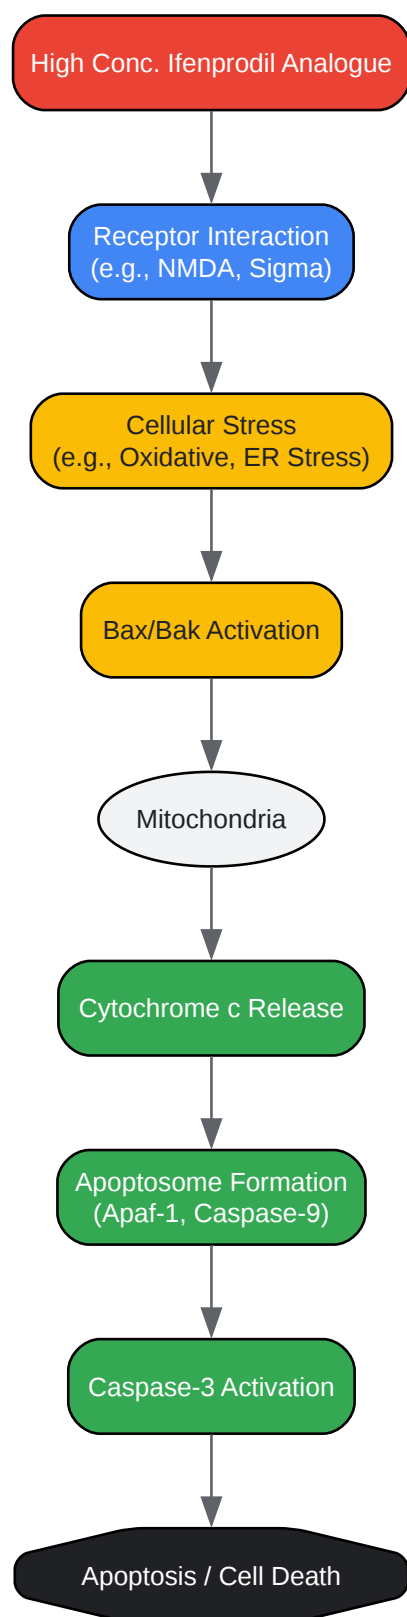 High Conc. Ifenprodil Analogue
Receptor Interaction
(e.g., NMDA, Sigma)
Cellular Stress
(e.g., Oxidative, ER Stress)
Bax/Bak Activation
Mitochondria
Cytochrome c Release
Apoptosome Formation
(Apaf-1, Caspase-9)
Caspase-3 Activation
Apoptosis / Cell Death